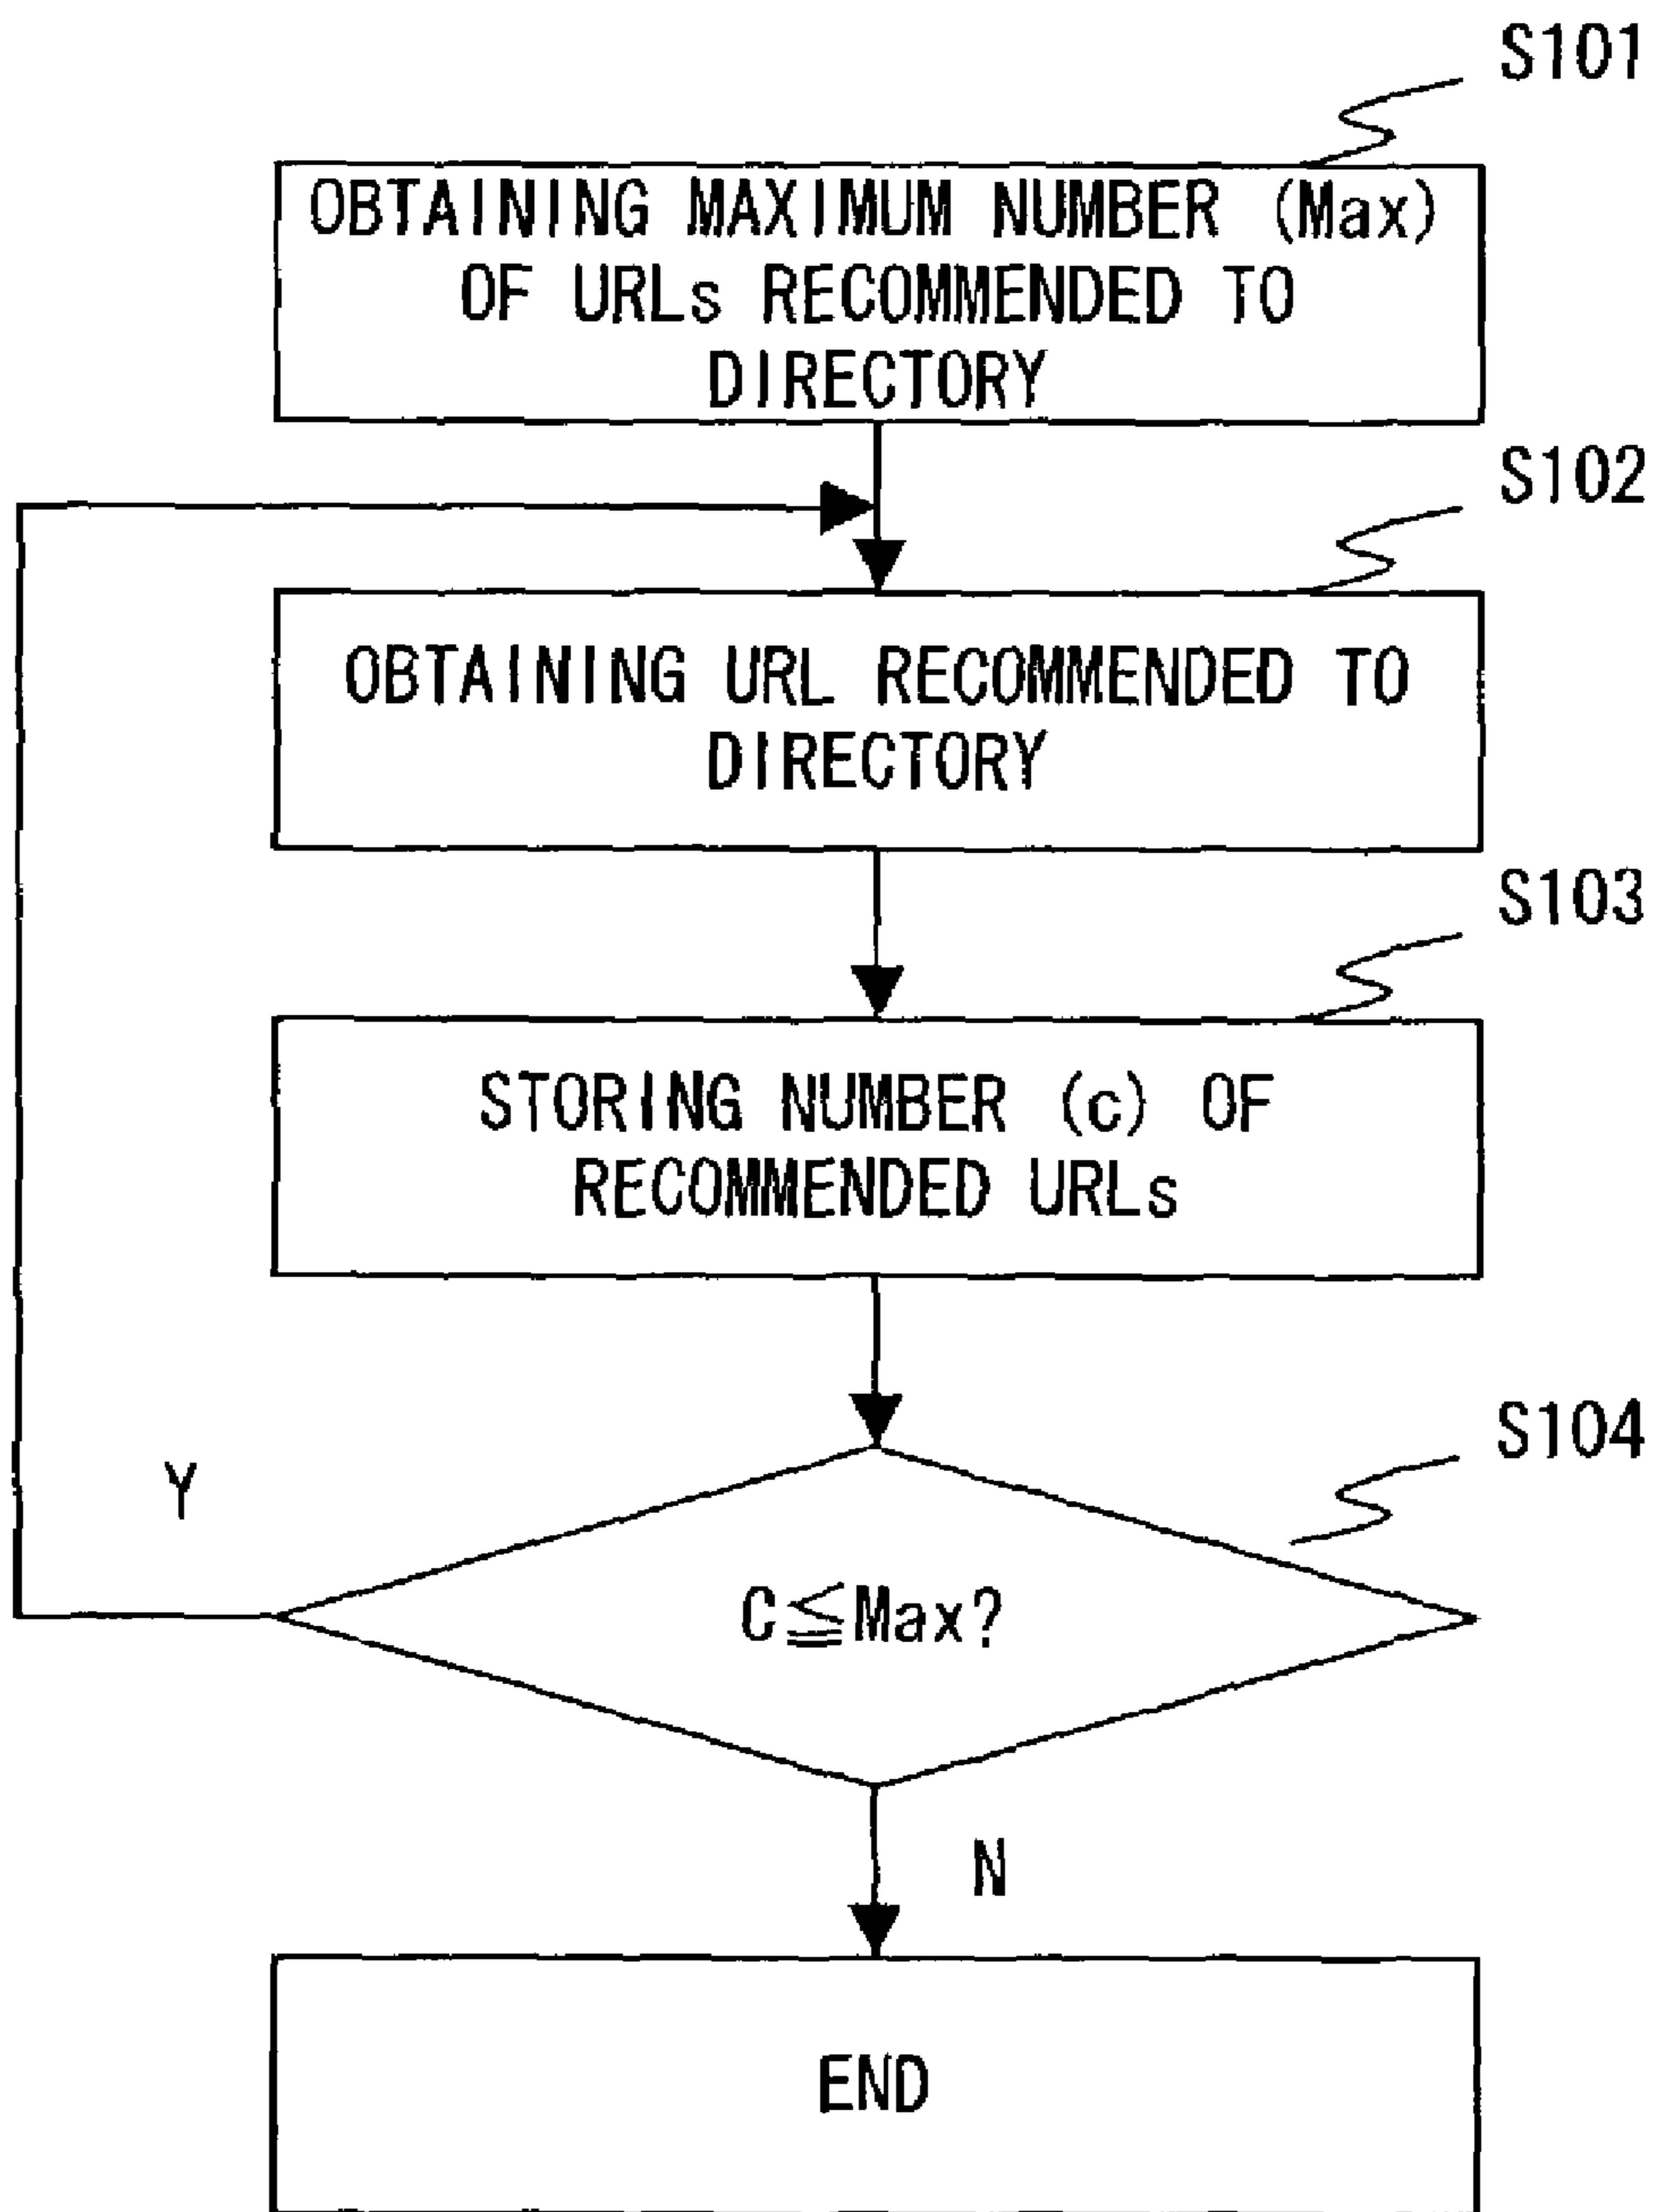 S101
OBTAINING MAXIMUM NUMBER (Max)
OF URLs RECOMMENDED TO
DIRECTORY
S102
OBTAINING URL RECOMMENDED TO
DIRECTORY
S103
STORING NUMBER (c) OF
RECOMMENDED URLs
S104
Y
C≦Max?
N
END